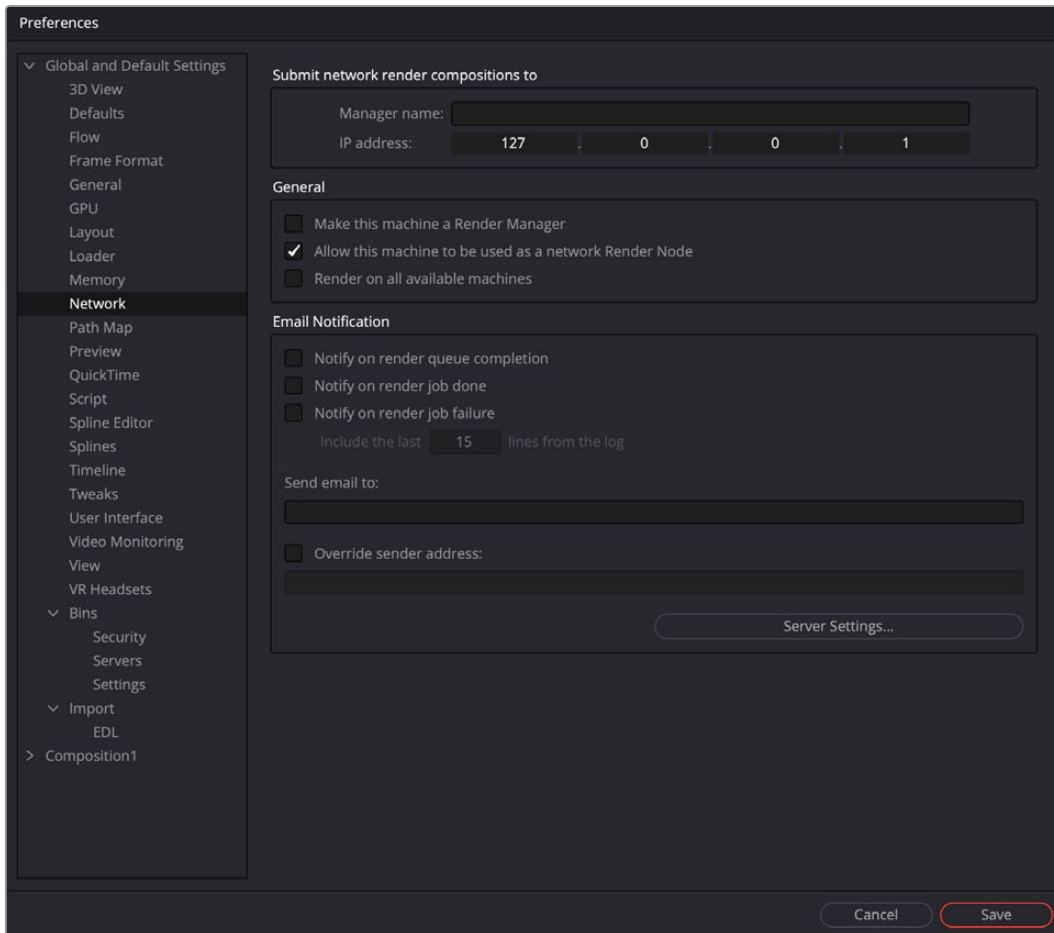 Preferences
Global and Default Settings
3D View
Defaults
Flow
Frame Format
General
GPU
Layout
Loader
Memory
Network
Path Map
Preview
QuickTime
Script
Spline Editor
Splines
Timeline
Tweaks
User Interface
Video Monitoring
View
VR Headsets
Bins
Security
Servers
Settings
Import
EDL
Composition1
Submit network render compositions to
Manager name:
IP address: 127 . 0 . 0 . 1
General
Make this machine a Render Manager
Allow this machine to be used as a network Render Node
Render on all available machines
Email Notification
Notify on render queue completion
Notify on render job done
Notify on render job failure
Include the last 15 lines from the log
Send email to:
Override sender address:
Server Settings...
Cancel Save